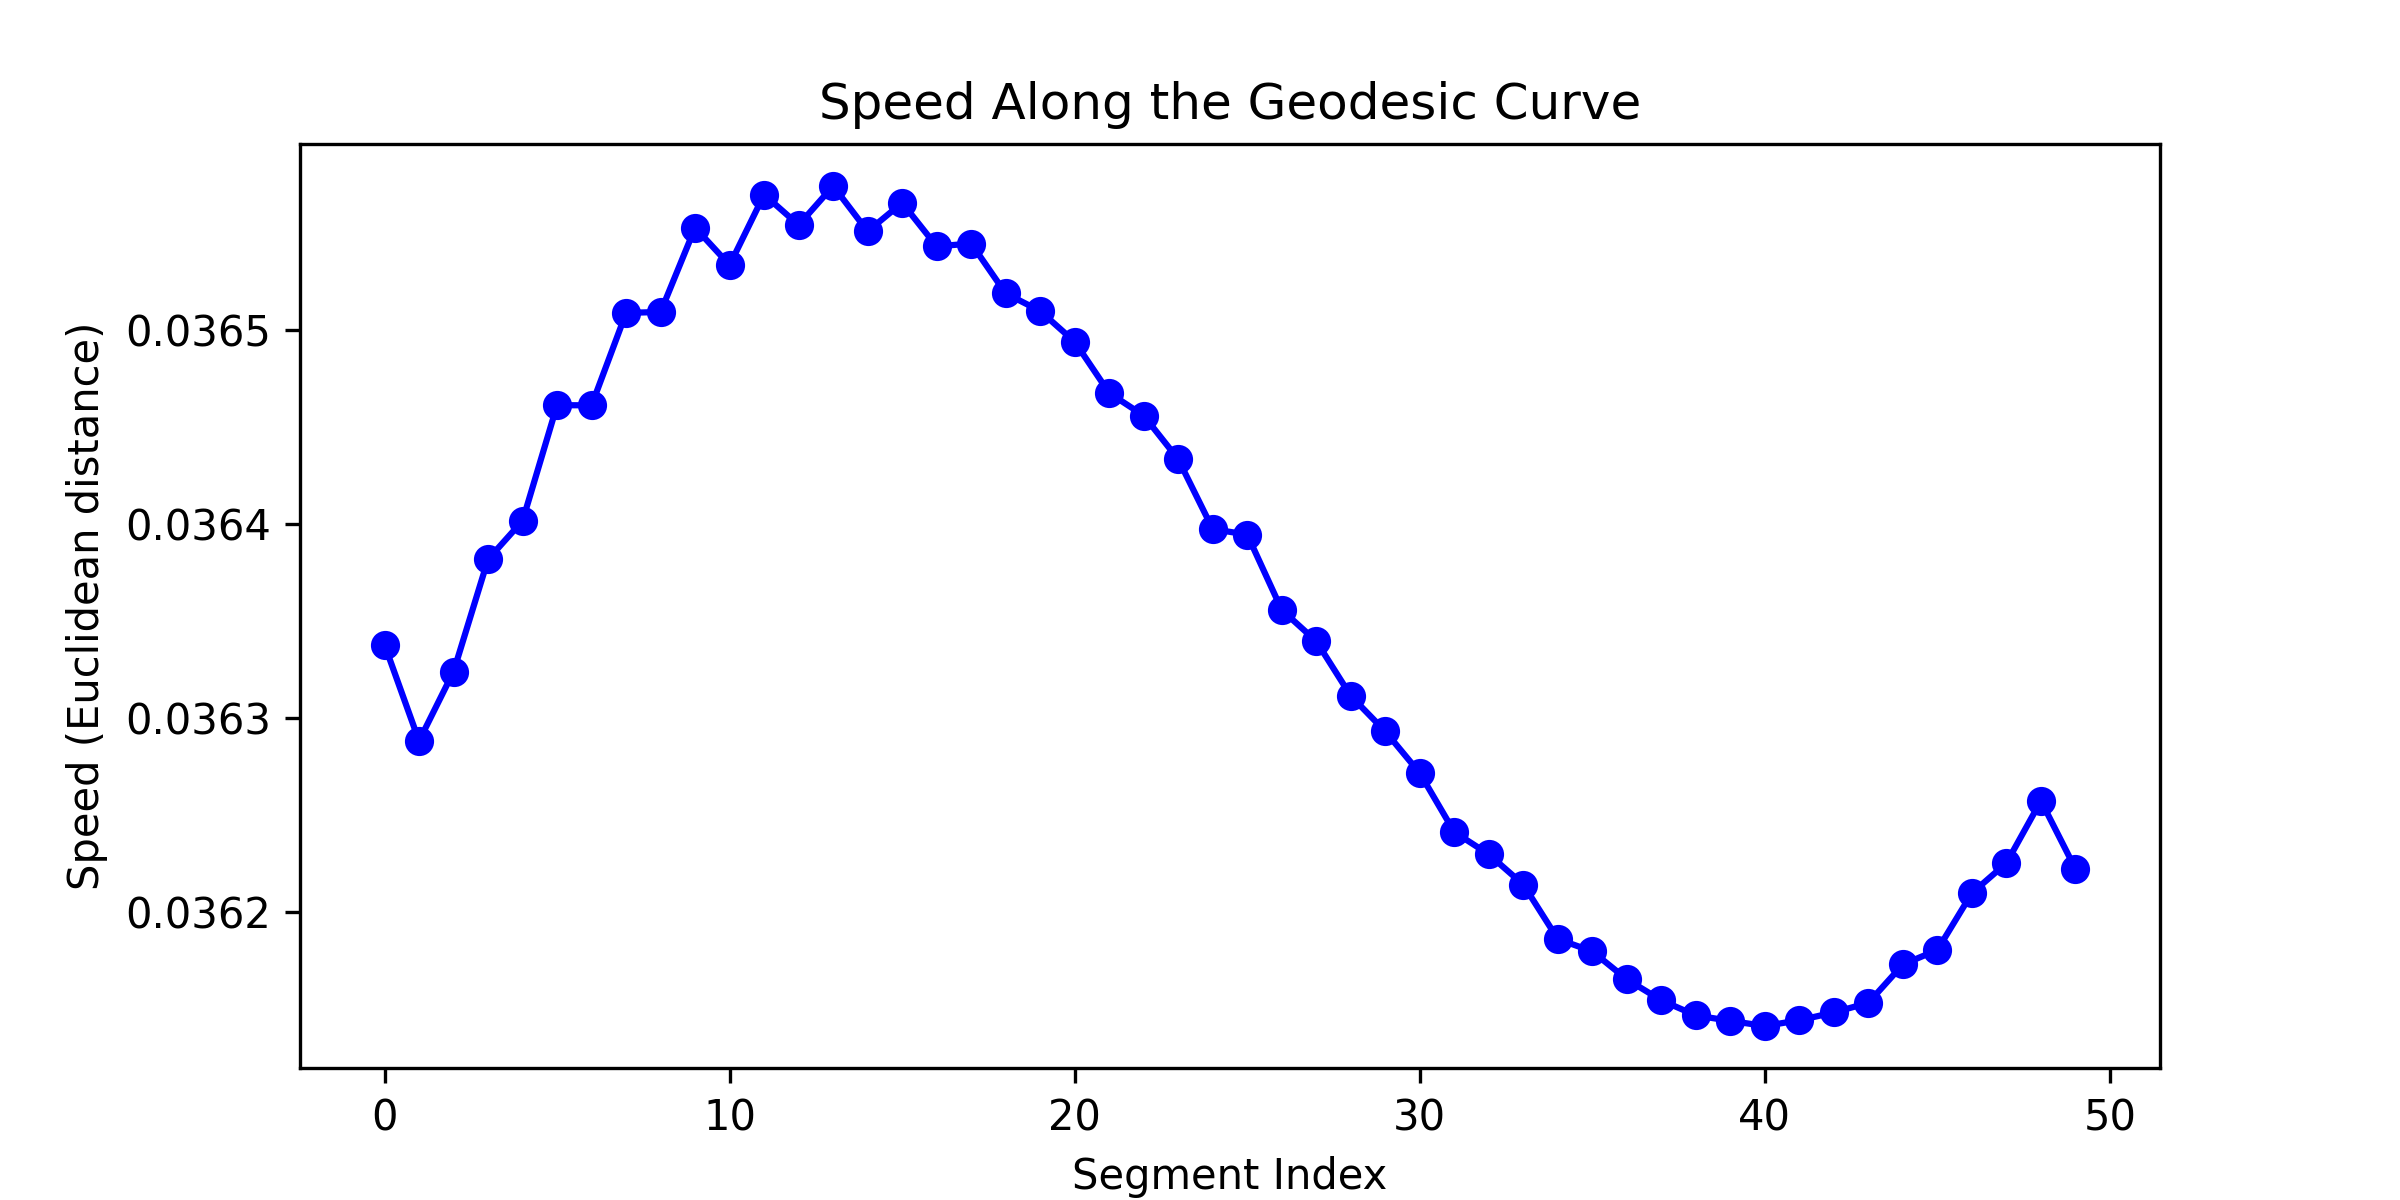 Speed Along the Geodesic Curve
Speed (Euclidean distance)
0.0365
0.0364
0.0363
0.0362
0 10 20 30 40 50
Segment Index